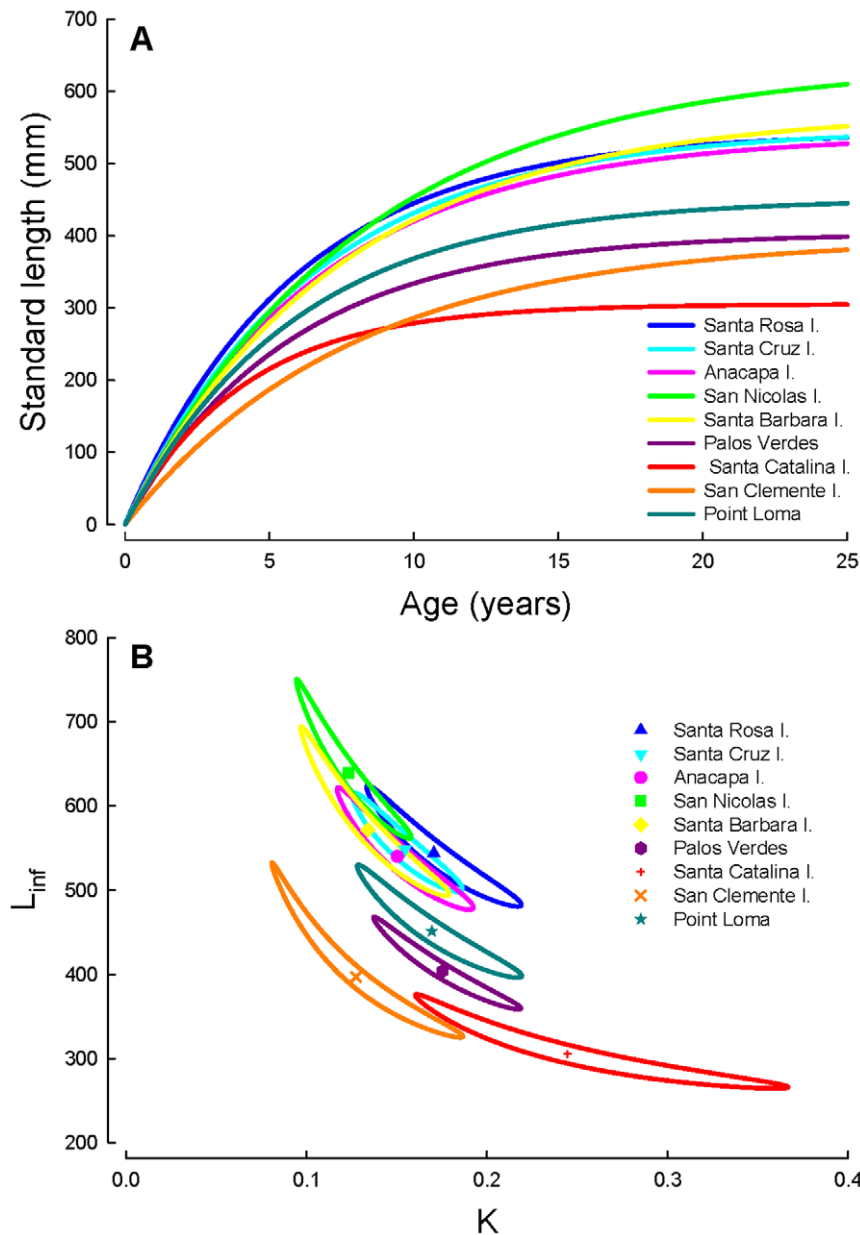 A
700
600
500
400
300
200
100
0
Standard length (mm)
Santa Rosa I.
Santa Cruz I.
Anacapa I.
San Nicolas I.
Santa Barbara I.
Palos Verdes
Santa Catalina I.
San Clemente I.
Point Loma
0 5 10 15 20 25
Age (years)
B
800
700
600
500
400
300
200
Linf
Santa Rosa I.
Santa Cruz I.
Anacapa I.
San Nicolas I.
Santa Barbara I.
Palos Verdes
Santa Catalina I.
San Clemente I.
Point Loma
0.0 0.1 0.2 0.3 0.4
K